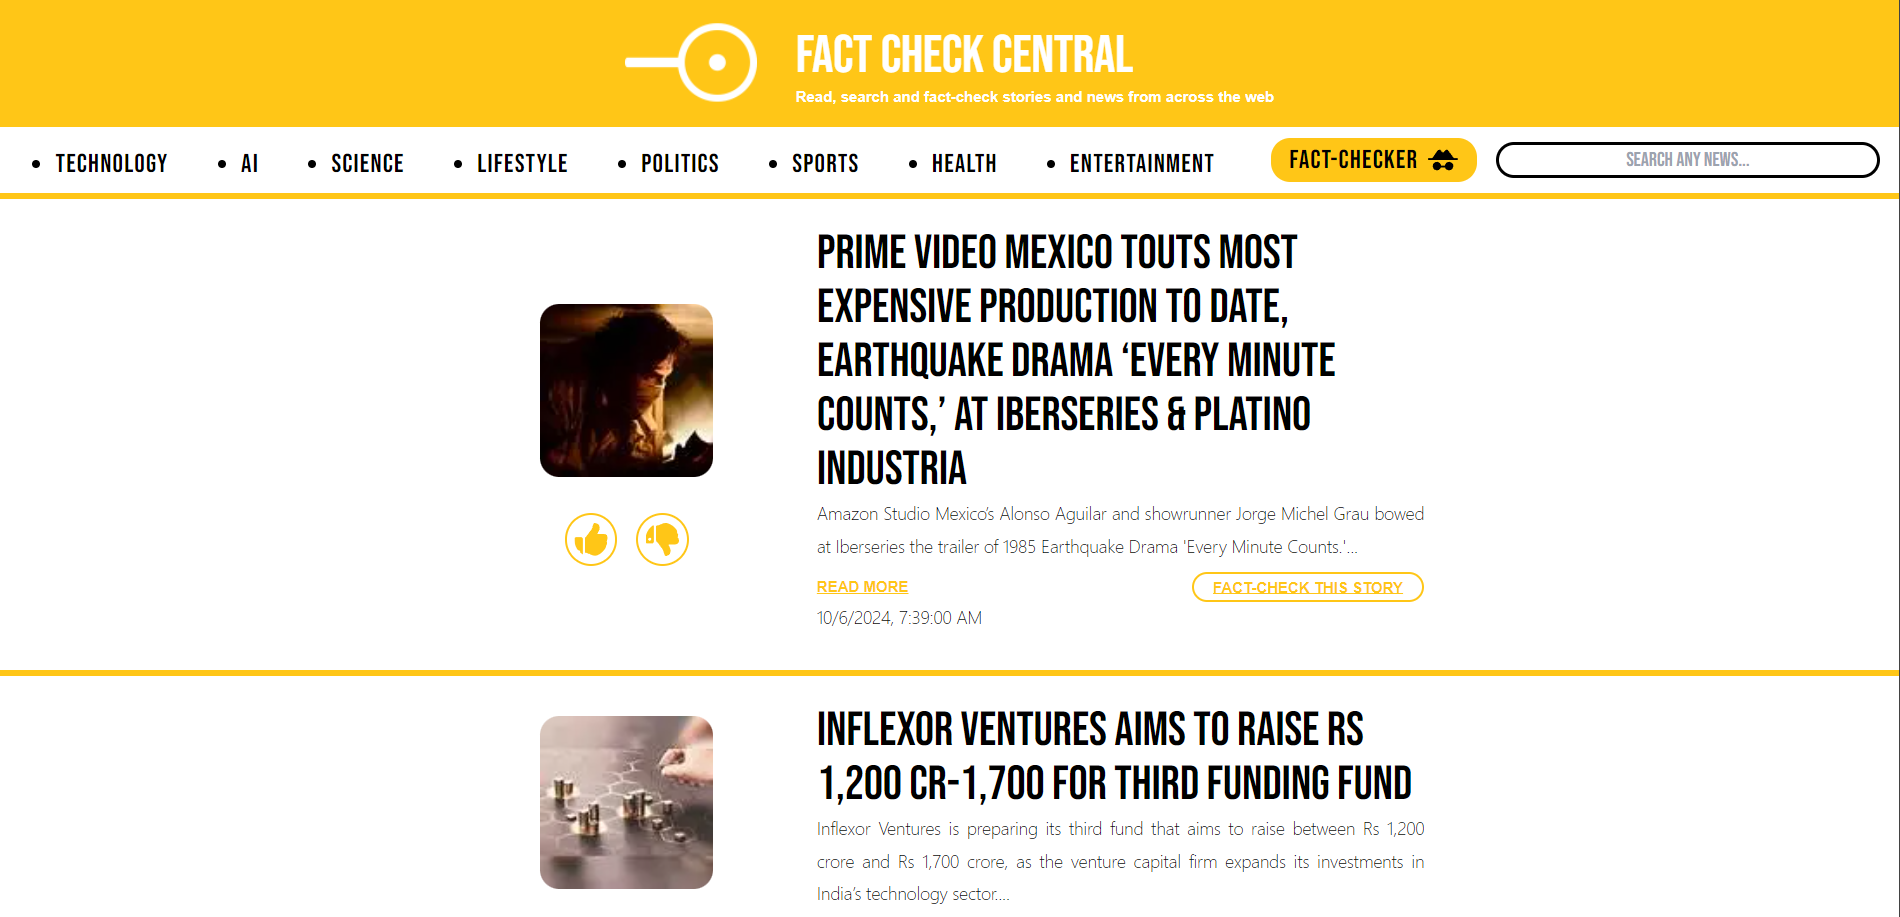 FACT CHECK CENTRAL
Read, search and fact-check stories and news from across the web
TECHNOLOGY AI SCIENCE LIFESTYLE POLITICS SPORTS HEALTH ENTERTAINMENT FACT-CHECKER SEARCH ANY NEWS...
PRIME VIDEO MEXICO TOUTS MOST
EXPENSIVE PRODUCTION TO DATE,
EARTHQUAKE DRAMA ‘EVERY MINUTE
COUNTS,’ AT IBERSERIES & PLATINO
INDUSTRIA
Amazon Studio Mexico’s Alonso Aguilar and showrunner Jorge Michel Grau bowed
at Iberseries the trailer of 1985 Earthquake Drama 'Every Minute Counts.'...
READ MORE FACT-CHECK THIS STORY
10/6/2024, 7:39:00 AM
INFLEXOR VENTURES AIMS TO RAISE RS
1,200 CR-1,700 FOR THIRD FUNDING FUND
Inflexor Ventures is preparing its third fund that aims to raise between Rs 1,200
crore and Rs 1,700 crore, as the venture capital firm expands its investments in
India’s technology sector....